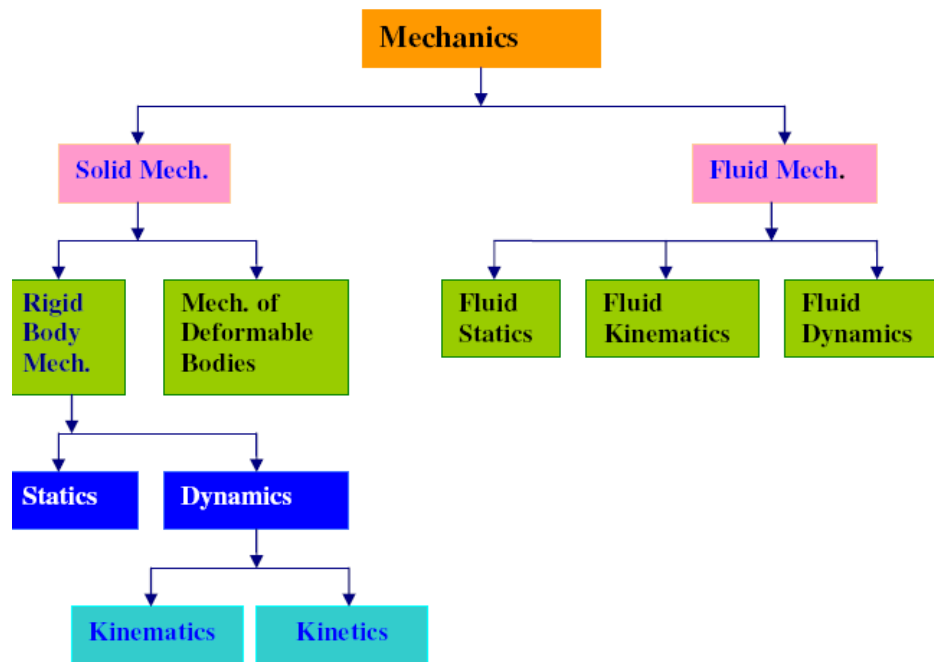 Mechanics
Solid Mech.
Fluid Mech.
Rigid
Body
Mech.
Mech. of
Deformable
Bodies
Fluid
Statics
Fluid
Kinematics
Fluid
Dynamics
Statics
Dynamics
Kinematics
Kinetics